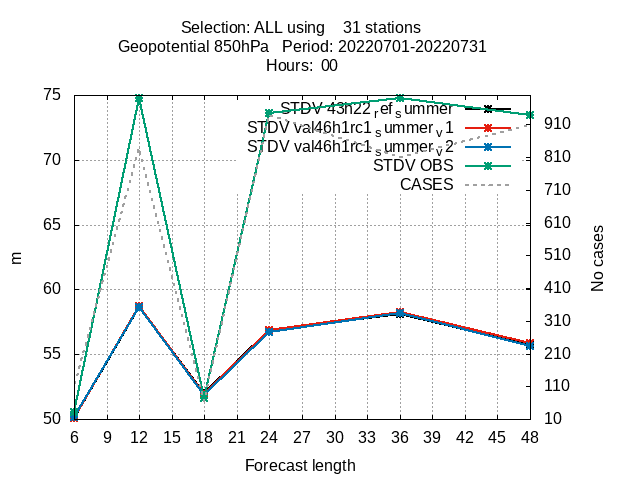 Selection: ALL using    31 stations
Geopotential 850hPa   Period: 20220701-20220731
Hours:  00
STDV 43h22_ref_summer
STDV val46h1rc1_summer_v1
STDV val46h1rc1_summer_v2
STDV OBS
CASES
75
70
65
60
55
50
m
910
810
710
610
510
410
310
210
110
10
No cases
6 9 12 15 18 21 24 27 30 33 36 39 42 45 48
Forecast length